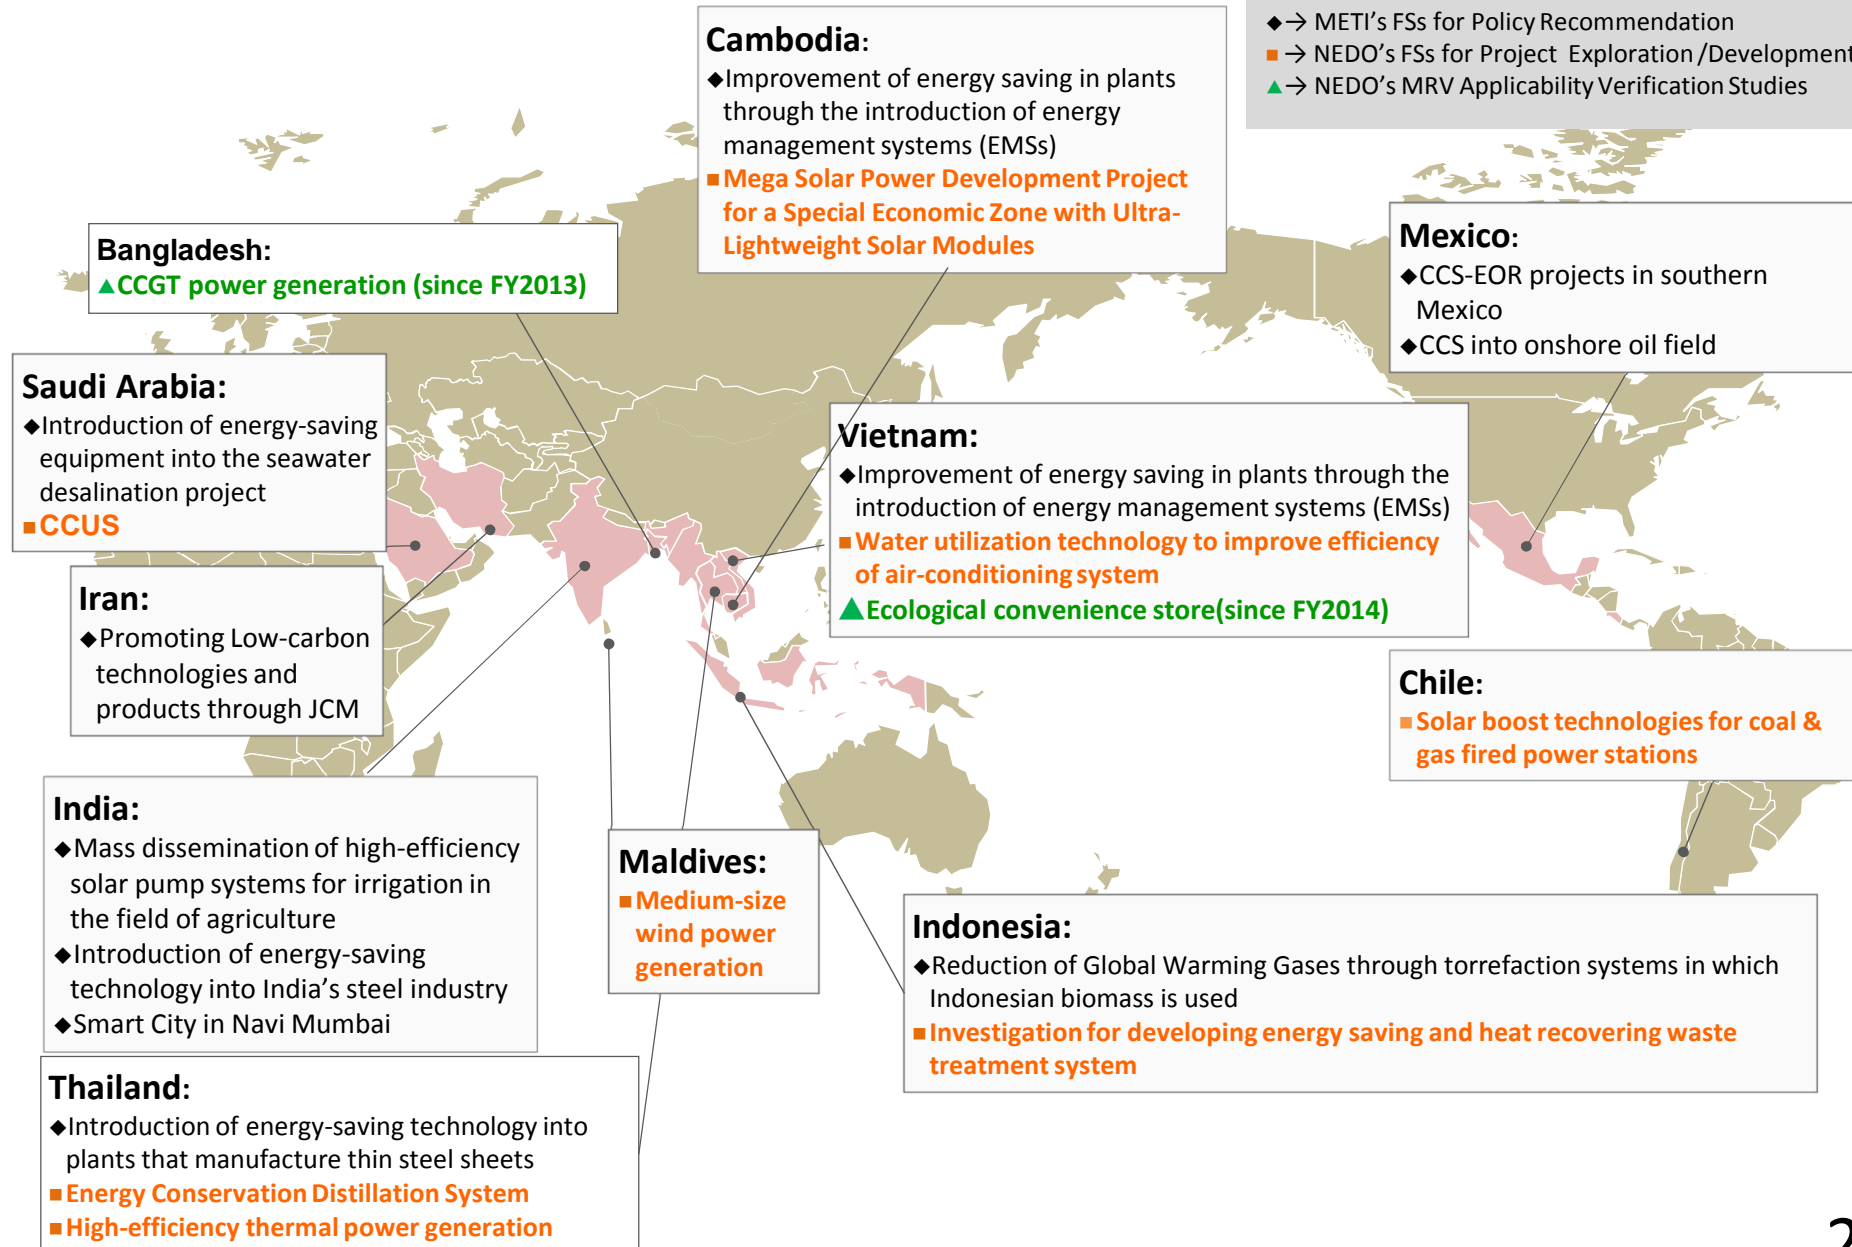 ◆→ METI's FSs for Policy Recommendation
■→ NEDO's FSs for Project Exploration/Development
▲→ NEDO's MRV Applicability Verification Studies
Cambodia:
◆Improvement of energy saving in plants
through the introduction of energy
management systems (EMSs)
■Mega Solar Power Development Project
for a Special Economic Zone with Ultra-
Lightweight Solar Modules
Bangladesh:
▲CCGT power generation (since FY2013)
Mexico:
◆CCS-EOR projects in southern
Mexico
◆CCS into onshore oil field
Saudi Arabia:
◆Introduction of energy-saving
equipment into the seawater
desalination project
■CCUS
Vietnam:
◆Improvement of energy saving in plants through the
introduction of energy management systems (EMSs)
■Water utilization technology to improve efficiency
of air-conditioning system
▲Ecological convenience store(since FY2014)
Iran:
◆Promoting Low-carbon
technologies and
products through JCM
Chile:
■Solar boost technologies for coal &
gas fired power stations
India:
◆Mass dissemination of high-efficiency
solar pump systems for irrigation in
the field of agriculture
◆Introduction of energy-saving
technology into India's steel industry
◆Smart City in Navi Mumbai
Maldives:
■Medium-size
wind power
generation
Indonesia:
◆Reduction of Global Warming Gases through torrefaction systems in which
Indonesian biomass is used
■Investigation for developing energy saving and heat recovering waste
treatment system
Thailand:
◆Introduction of energy-saving technology into
plants that manufacture thin steel sheets
■Energy Conservation Distillation System
■High-efficiency thermal power generation
2